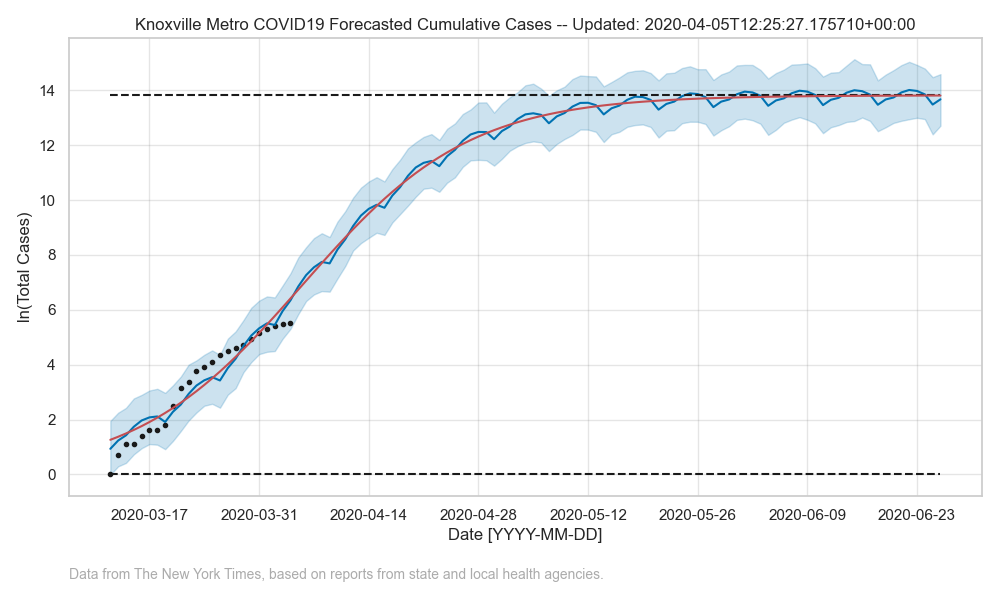 Knoxville Metro COVID19 Forecasted Cumulative Cases -- Updated: 2020-04-05T12:25:27.175710+00:00
ln(Total Cases)
14
12
10
8
6
4
2
0
2020-03-17 2020-03-31 2020-04-14 2020-04-28 2020-05-12 2020-05-26 2020-06-09 2020-06-23
Date [YYYY-MM-DD]
Data from The New York Times, based on reports from state and local health agencies.